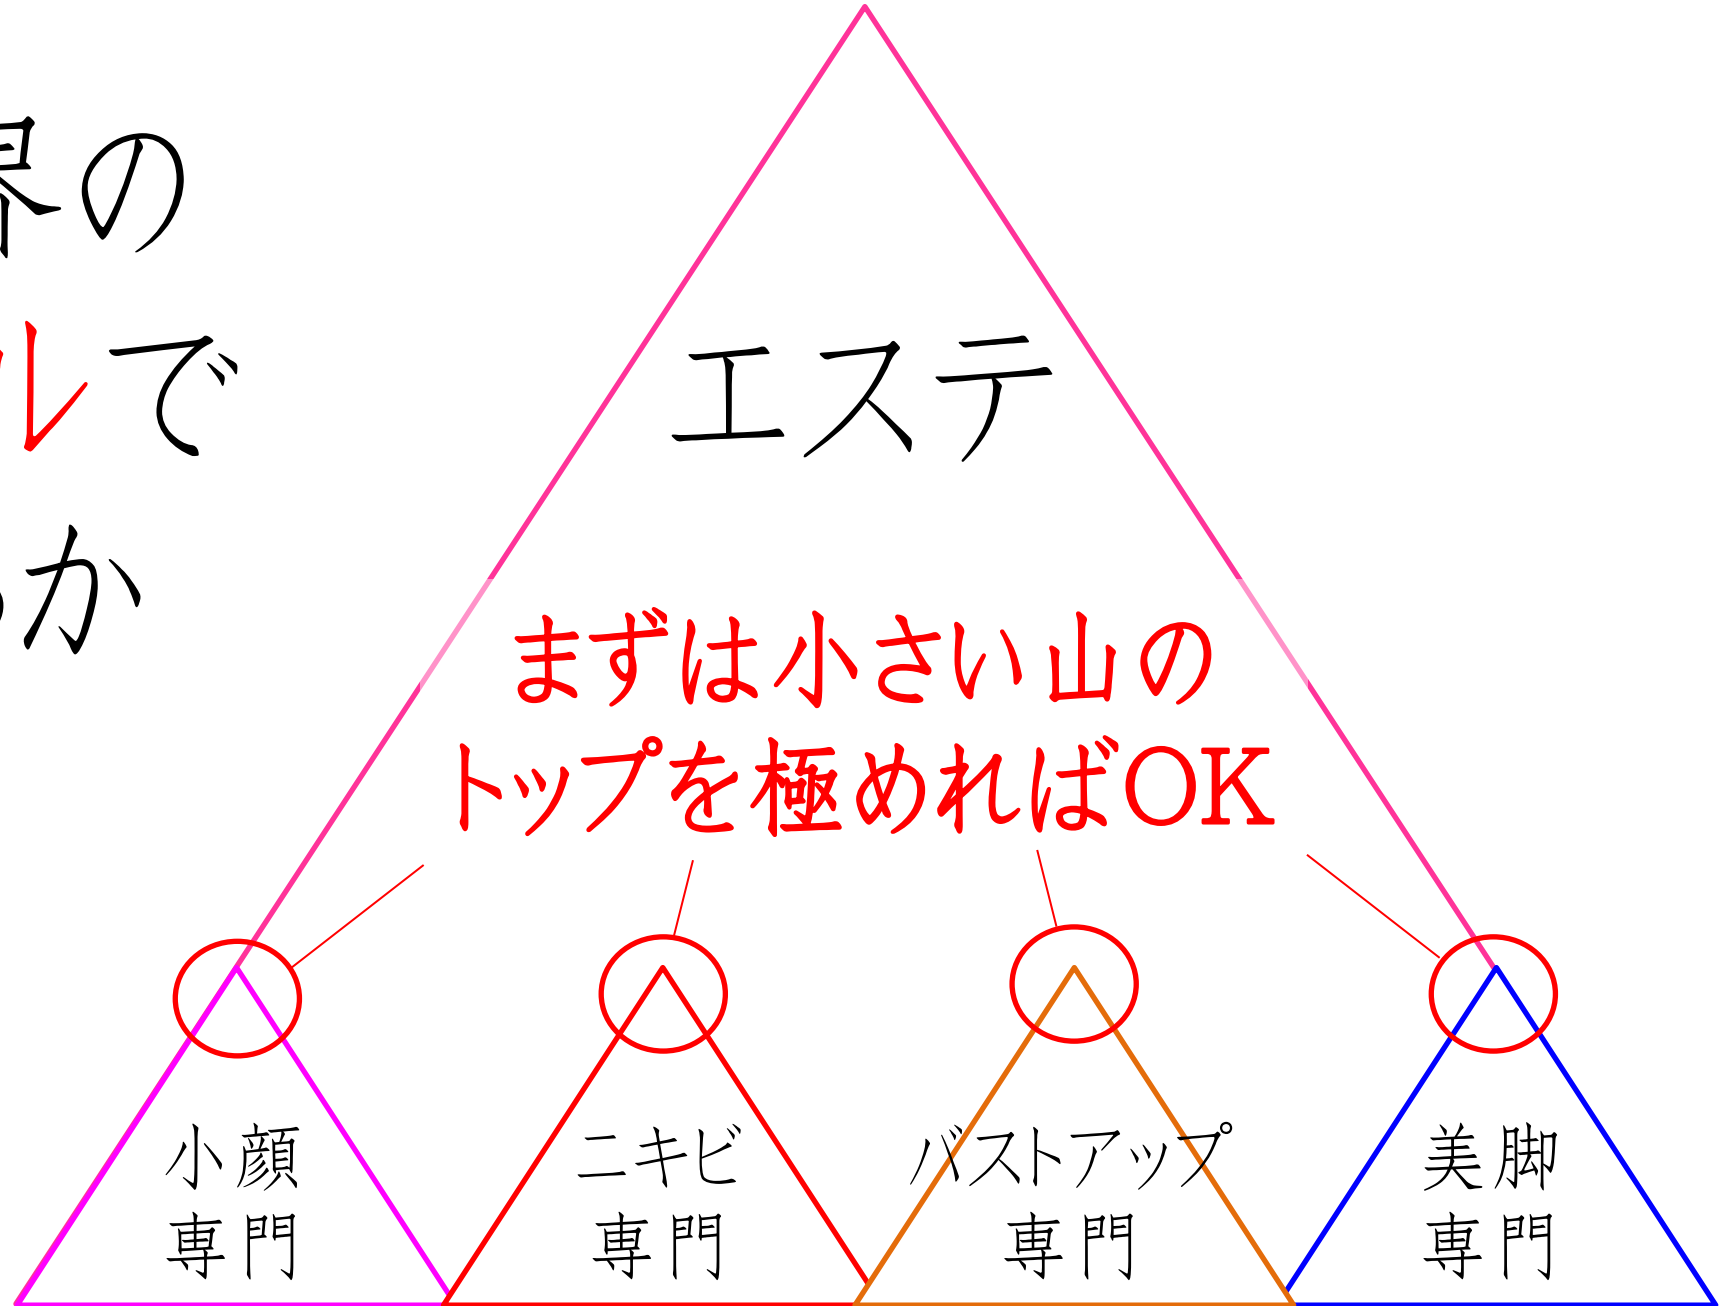 界の
ルで
か
エステ
まずは小さい山の
トップを極めればOK
小顔
専門
ニキビ
専門
バストアップ
専門
美脚
専門